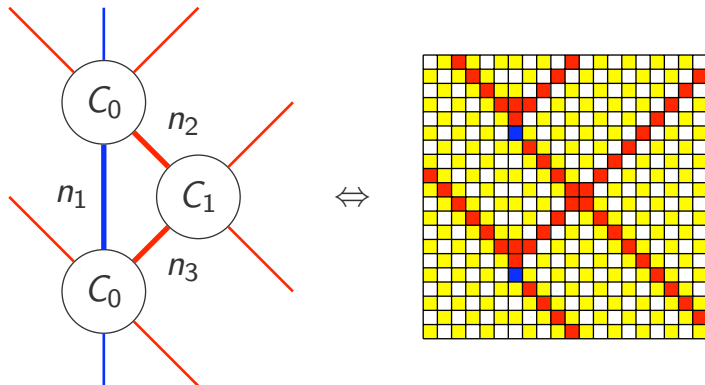 C₀
n₂
n₁
C₁
⇔
n₃
C₀